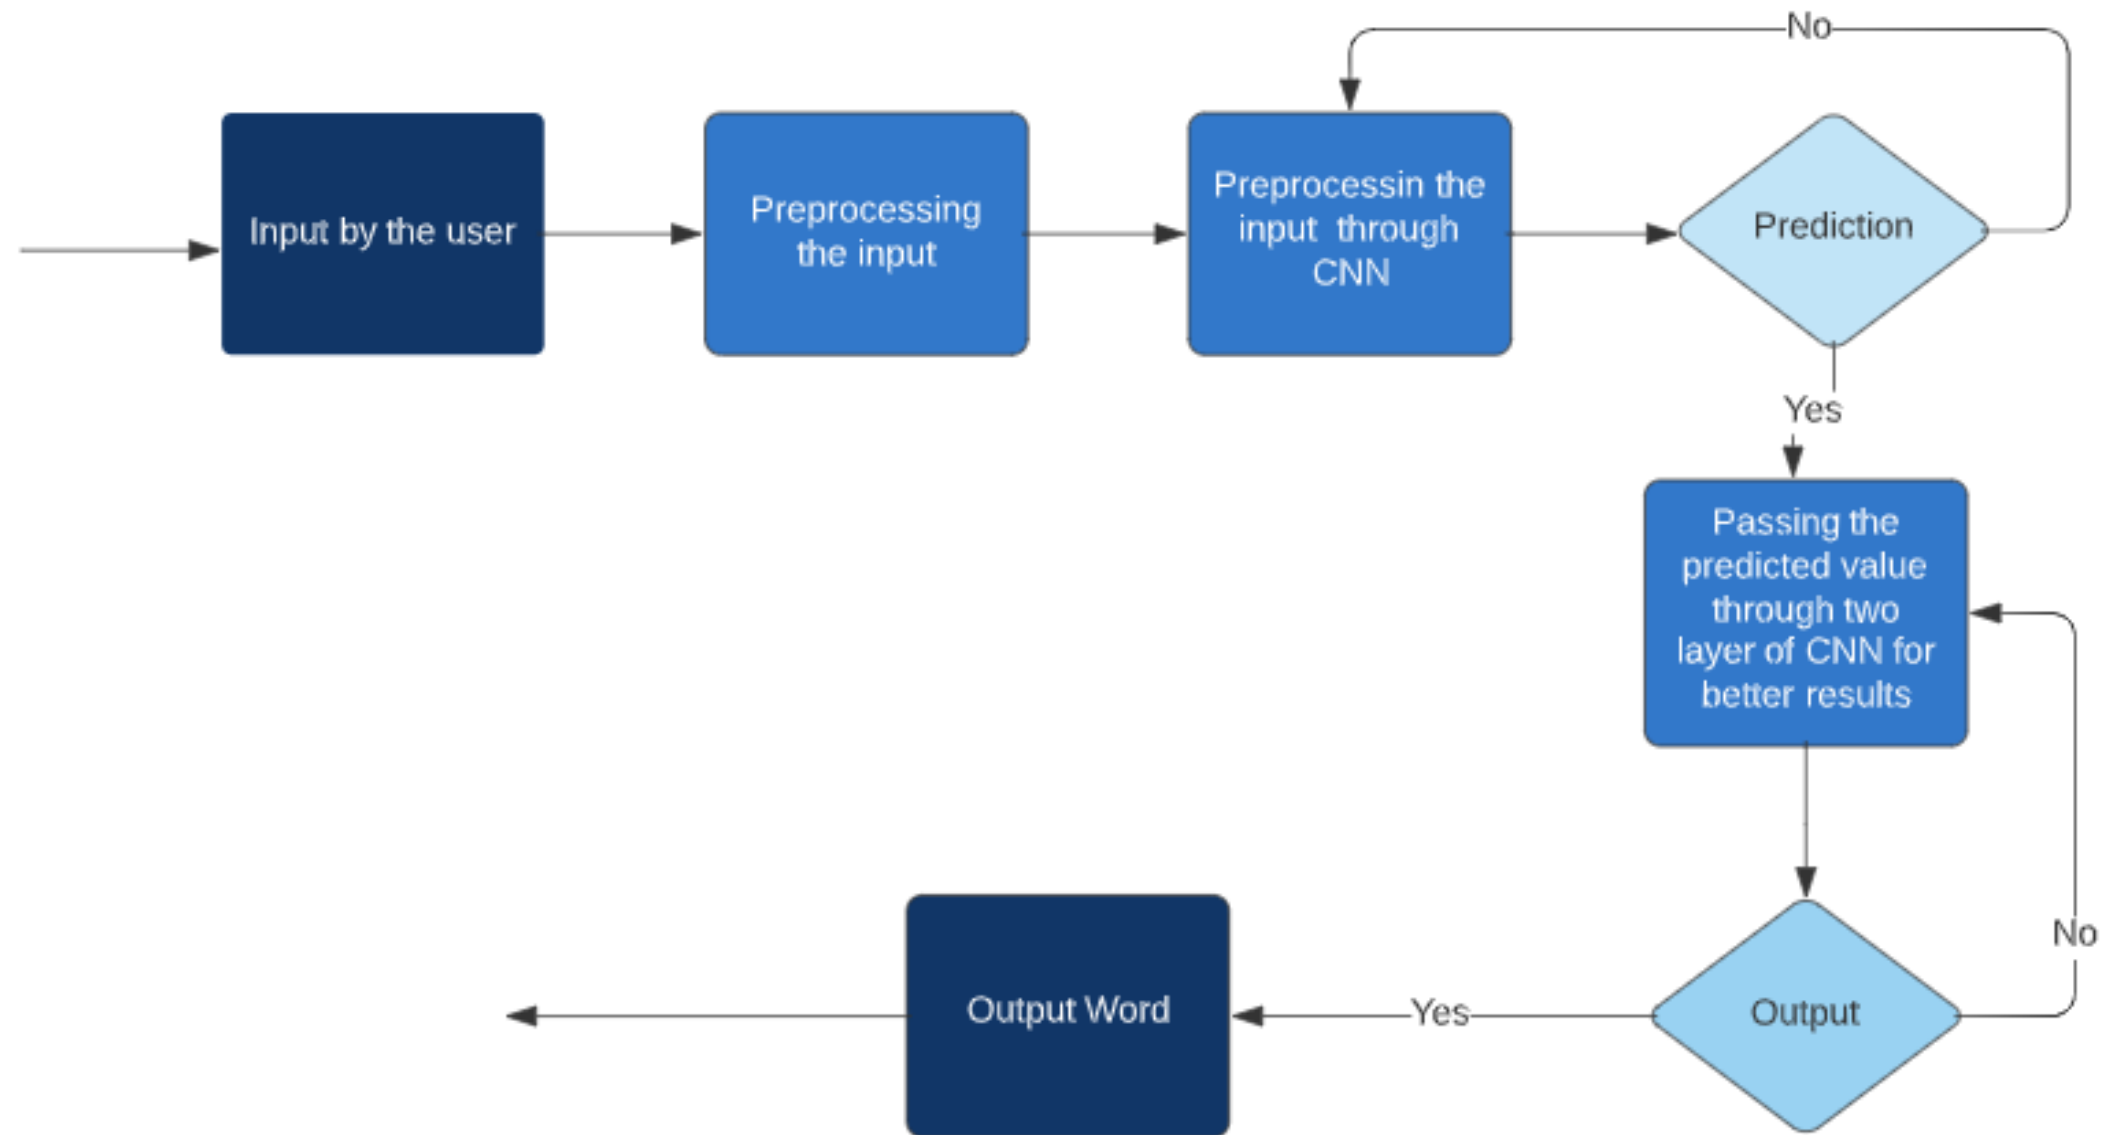 No
Input by the user
Preprocessing
the input
Preprocessin the
input through
CNN
Prediction
Yes
Passing the
predicted value
through two
layer of CNN for
better results
No
Output Word
Yes
Output